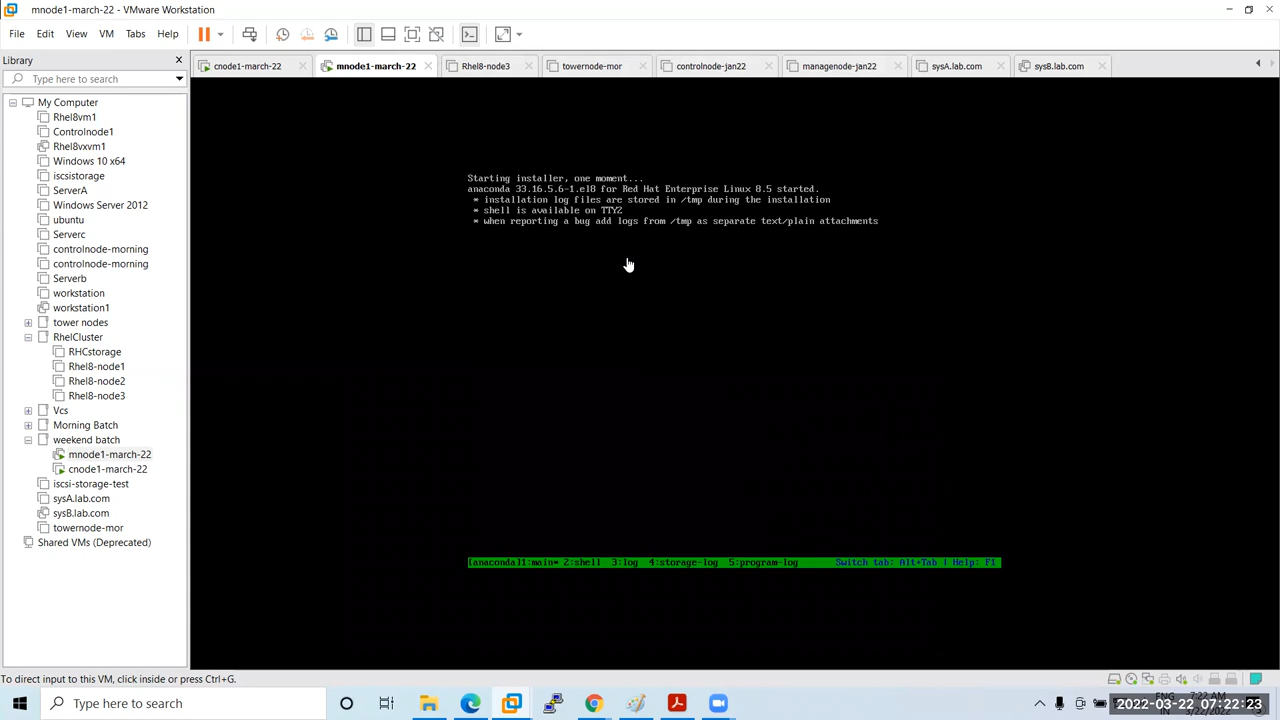 mnode1-march-22 - VMware Workstation
File Edit View VM Tabs Help
Library
Type here to search
cnode1-march-22
mnode1-march-22
Rhel8-node3
towernode-mor
controlnode-jan22
managenode-jan22
sysA.lab.com
sysB.lab.com
My Computer
Rhel8vm1
Controlnode1
Rhel8vxvm1
Windows 10 x64
iscsistorage
ServerA
Windows Server 2012
ubuntu
Serverc
controlnode-morning
controlnode-morning
Serverb
workstation
workstation1
tower nodes
RhelCluster
RHCstorage
Rhel8-node1
Rhel8-node2
Rhel8-node3
Vcs
Morning Batch
weekend batch
mnode1-march-22
cnode1-march-22
iscsi-storage-test
sysA.lab.com
sysB.lab.com
towernode-mor
Shared VMs (Deprecated)
Starting installer, one moment...
anaconda 33.16.5.6-1.el8 for Red Hat Enterprise Linux 8.5 started.
* installation log files are stored in /tmp during the installation
* shell is available on TTY2
* when reporting a bug add logs from /tmp as separate text/plain attachments
[anaconda]1:main* 2:shell 3:log 4:storage-log 5:program-log Switch tab: Alt+Tab | Help: F1
To direct input to this VM, click inside or press Ctrl+G.
Type here to search
ENG
2022-03-22 07:22:23